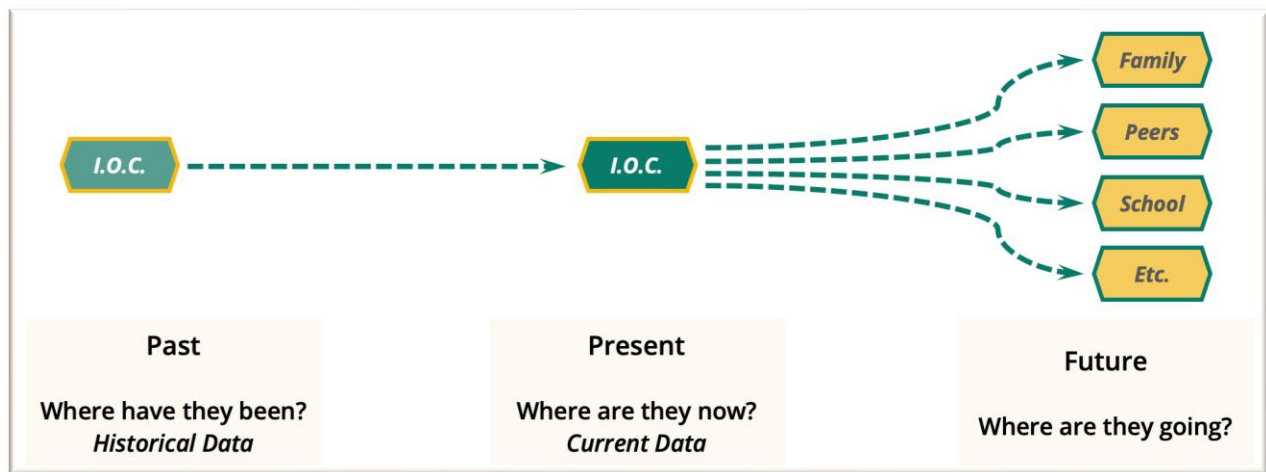 I.O.C.
I.O.C.
Family
Peers
School
Etc.
Past
Where have they been?
Historical Data
Present
Where are they now?
Current Data
Future
Where are they going?